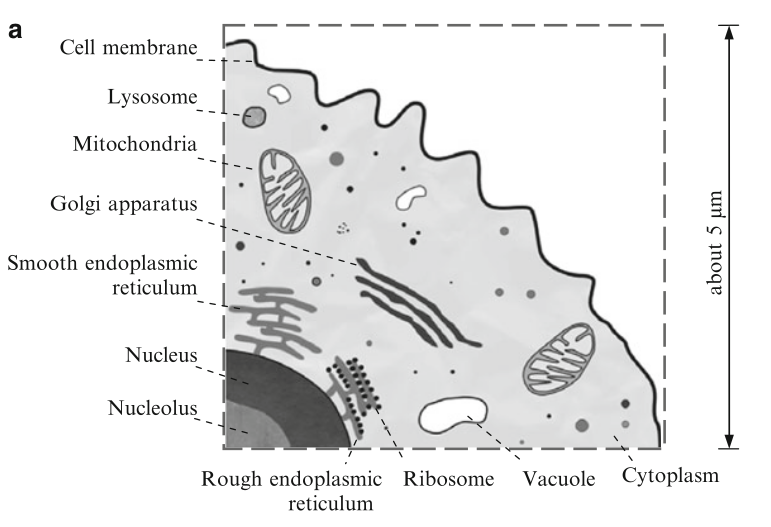 a
Cell membrane
Lysosome
Mitochondria
Golgi apparatus
Smooth endoplasmic
reticulum
Nucleus
Nucleolus
Rough endoplasmic
reticulum
Ribosome
Vacuole
Cytoplasm
about 5 μm